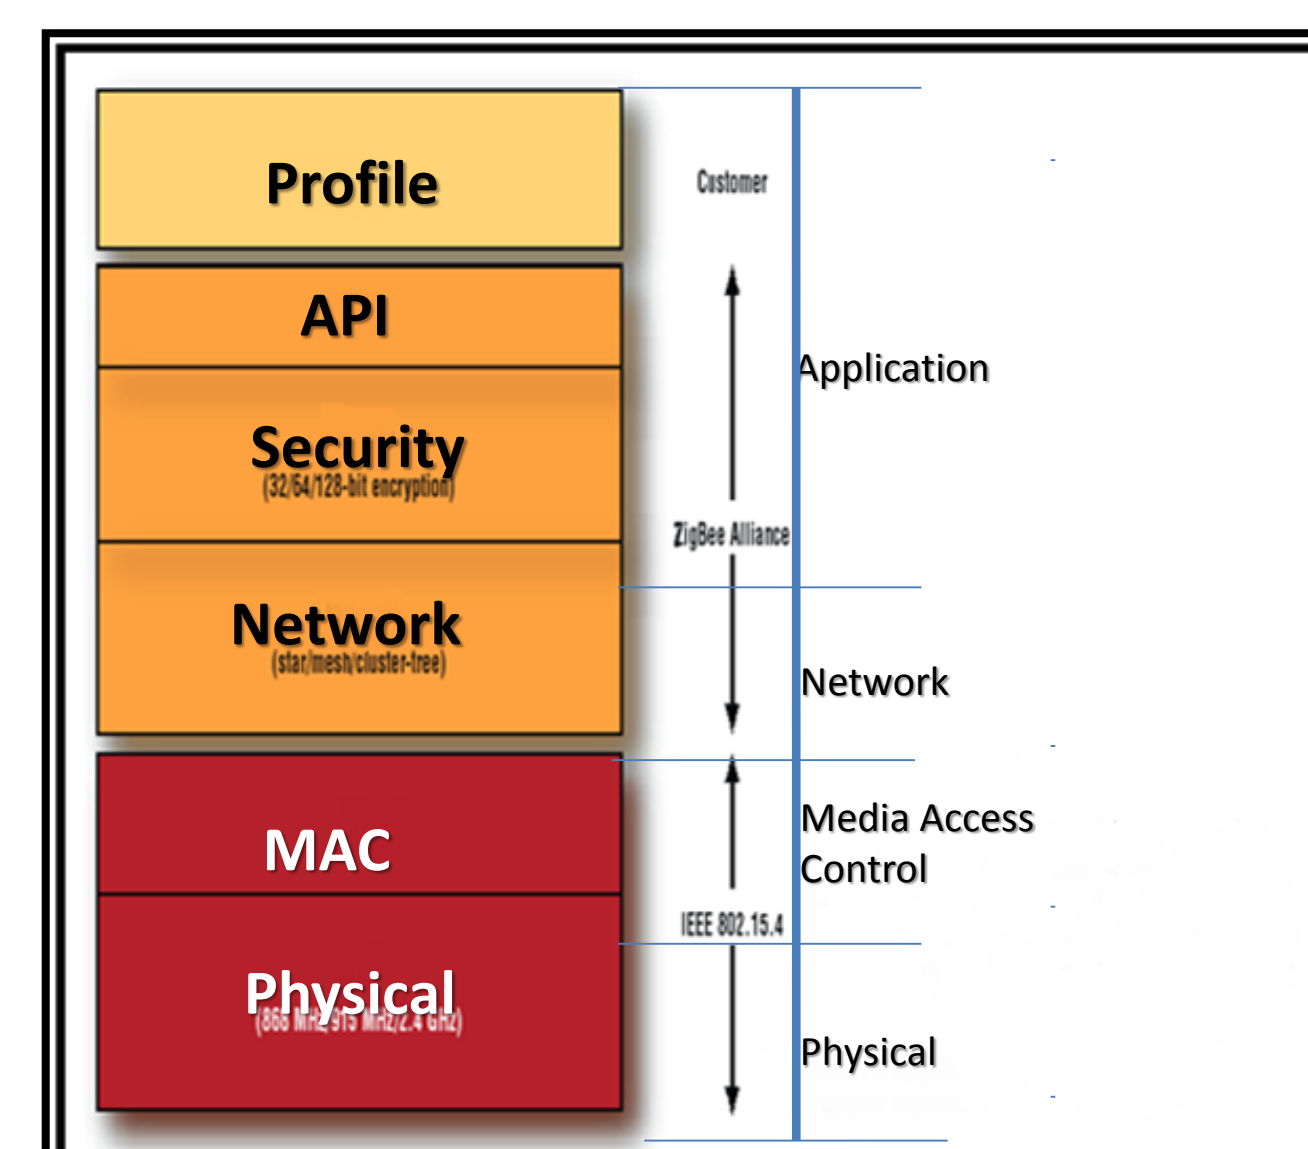 Profile
Customer
API
Application
Security
(32/64/128-bit encryption)
ZigBee Alliance
Network
(star/mesh/cluster-tree)
Network
MAC
Media Access
Control
IEEE 802.15.4
Physical
(868 MHz/915 MHz/2.4 GHz)
Physical